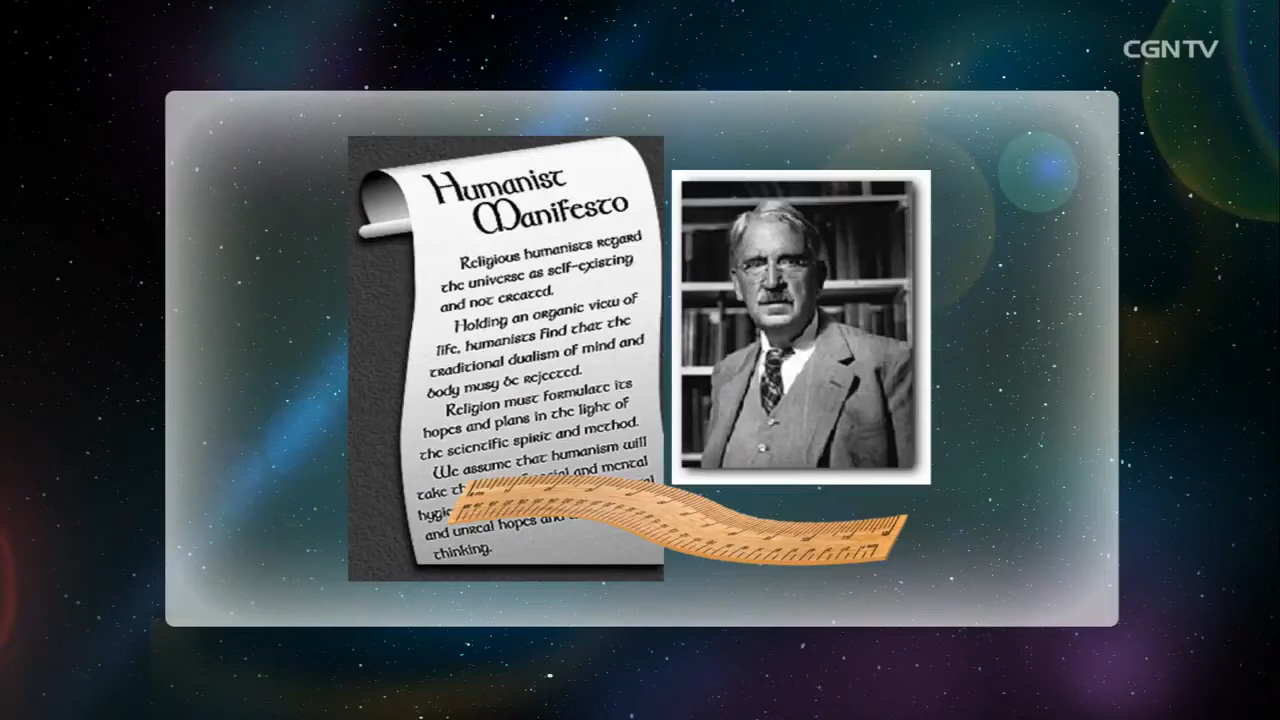 CGNTV
Humanist
Manifesto
Religious humanists regard
the universe as self-existing
and not created.
Holding an organic view of
life, humanists find that the
traditional dualism of mind and
body musy be rejected.
Religion must formulate its
hopes and plans in the light of
the scientific spirit and method.
We assume that humanism will
take and mental
and unreal hopes and
thinking.